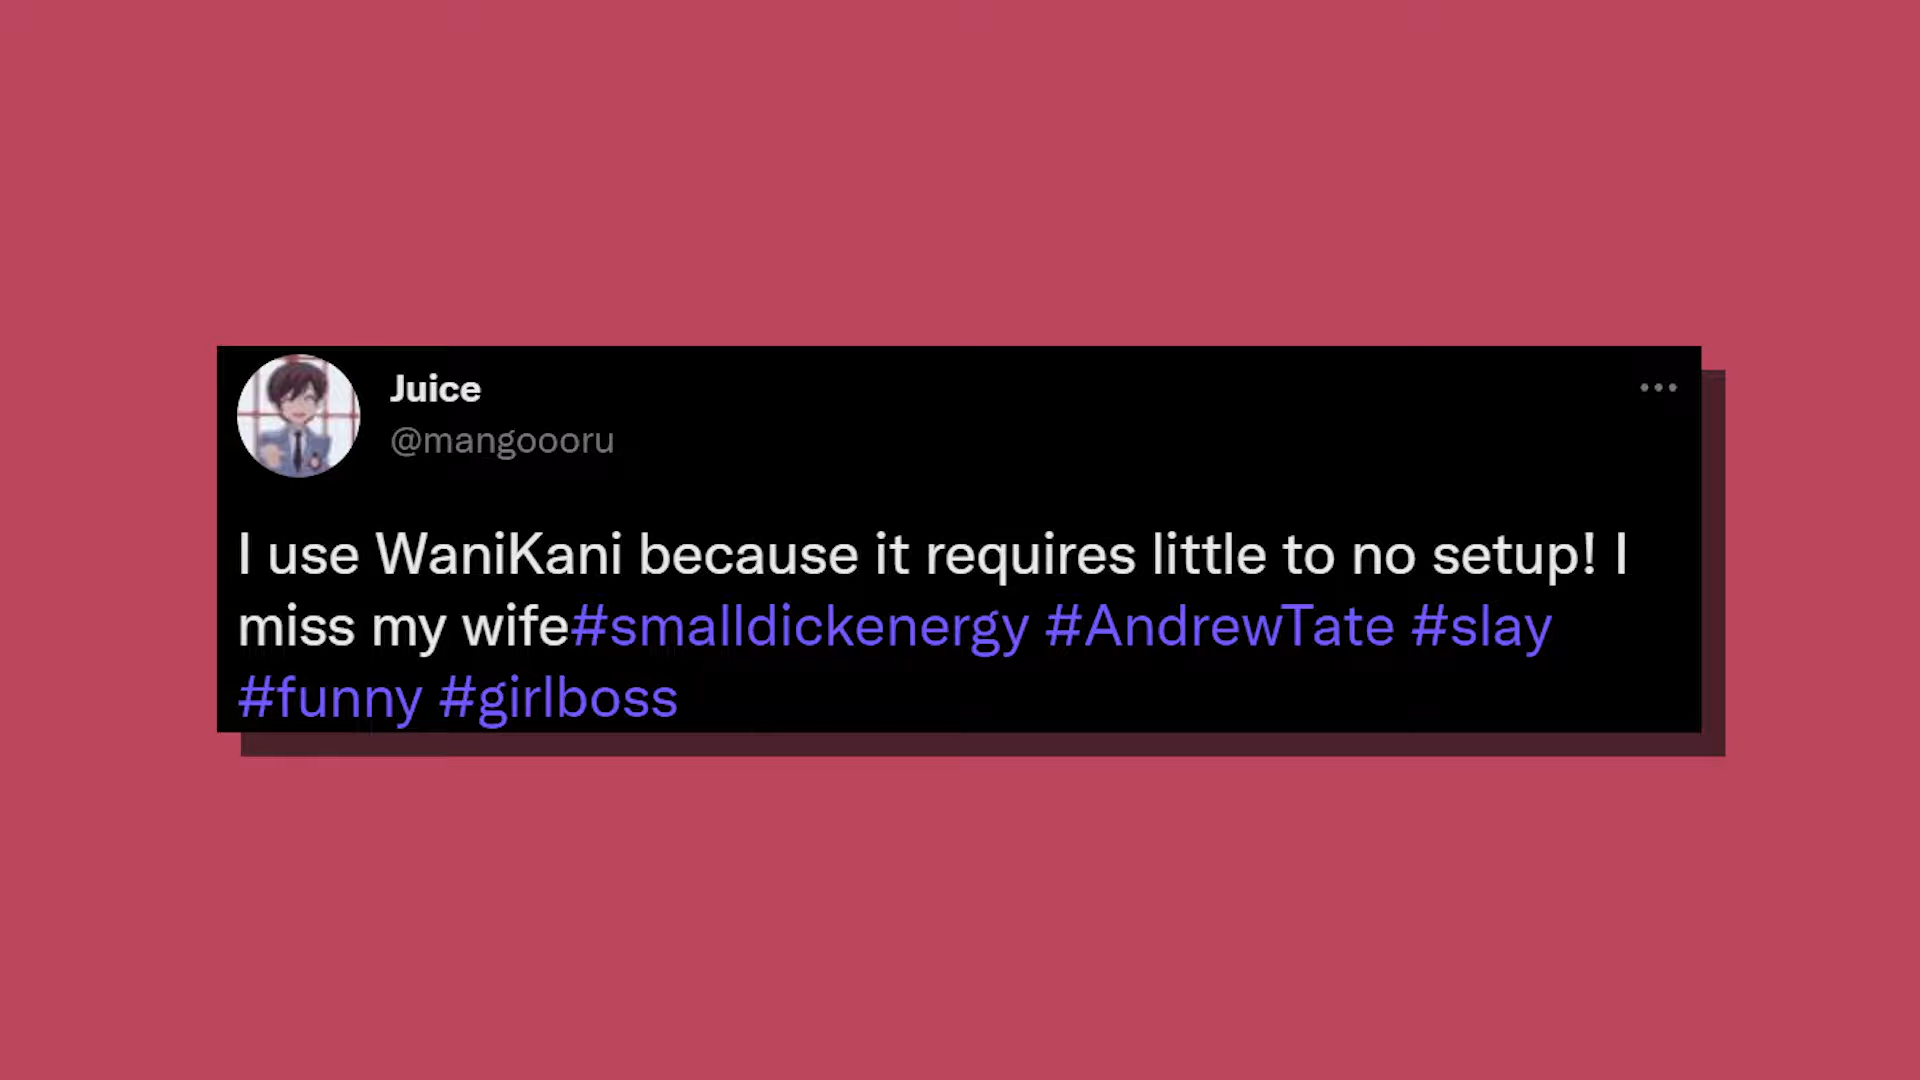 Juice
@mangoooru
I use WaniKani because it requires little to no setup! I
miss my wife#smalldickenergy #AndrewTate #slay
#funny #girlboss